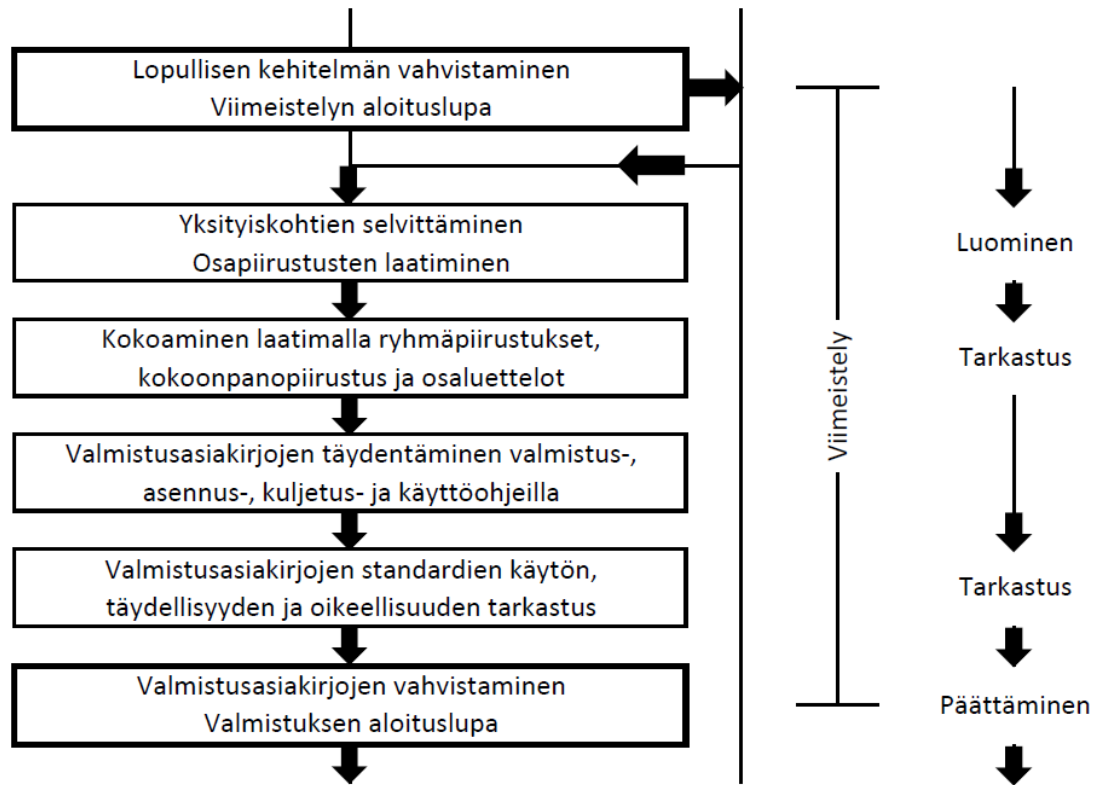 Lopullisen kehitelmän vahvistaminen
Viimeistelyn aloituslupa
Yksityiskohtien selvittäminen
Osapiirustusten laatiminen
Kokoaminen laatimalla ryhmäpiirustukset,
kokoonpanopiirustus ja osaluettelot
Valmistusasiakirjojen täydentäminen valmistus-,
asennus-, kuljetus- ja käyttöohjeilla
Valmistusasiakirjojen standardien käytön,
täydellisyyden ja oikeellisuuden tarkastus
Valmistusasiakirjojen vahvistaminen
Valmistuksen aloituslupa
Viimeistely
Luominen
Tarkastus
Tarkastus
Päättäminen